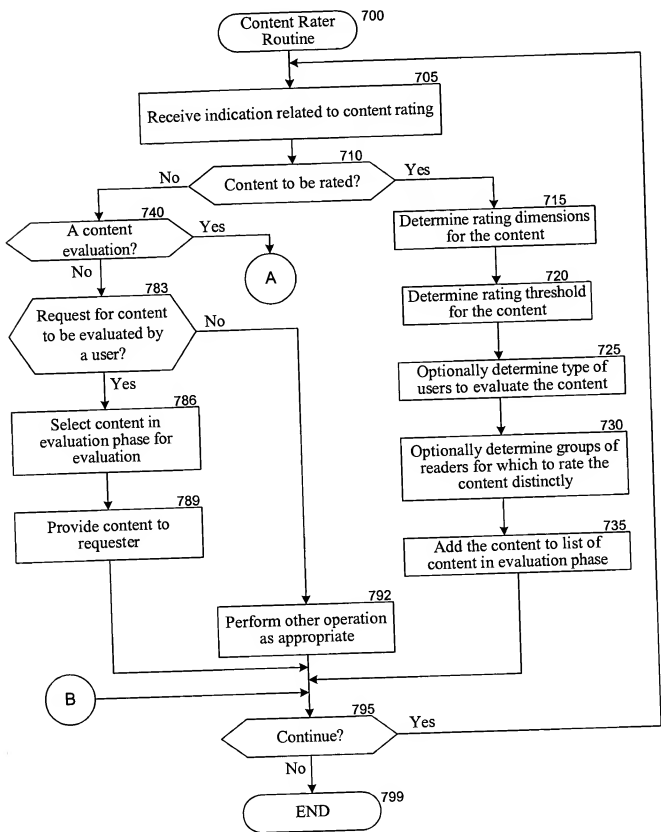 Content Rater
Routine
700
705
Receive indication related to content rating
710
Content to be rated?
No
Yes
740
A content
evaluation?
Yes
No
A
715
Determine rating dimensions
for the content
720
Determine rating threshold
for the content
783
Request for content
to be evaluated by
a user?
No
Yes
725
Optionally determine type of
users to evaluate the content
786
Select content in
evaluation phase for
evaluation
730
Optionally determine groups of
readers for which to rate the
content distinctly
789
Provide content to
requester
735
Add the content to list of
content in evaluation phase
792
Perform other operation
as appropriate
B
795
Continue?
Yes
No
END
799